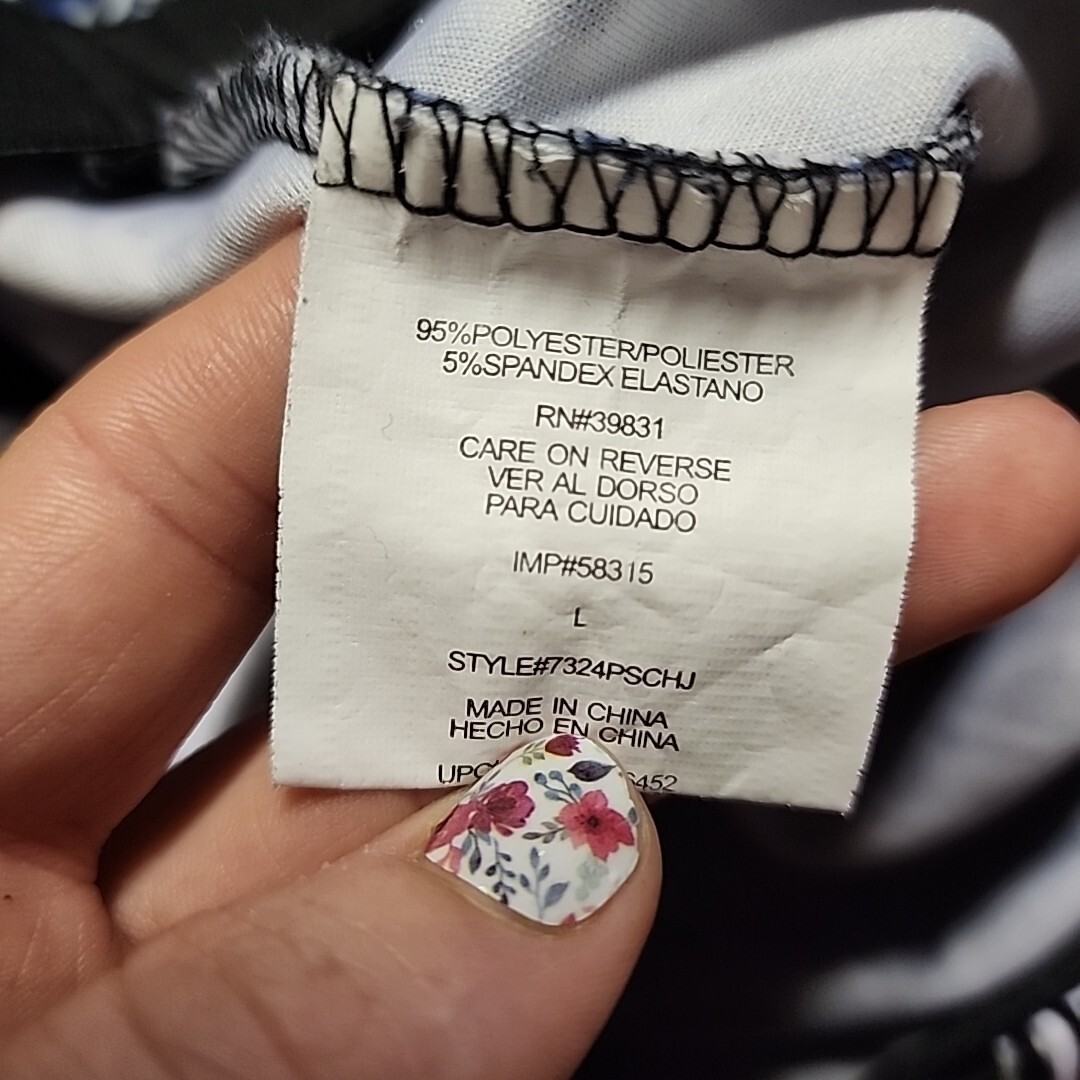 95%POLYESTER/POLIESTER
5%SPANDEX ELASTANO
RN#39831
CARE ON REVERSE
VER AL DORSO
PARA CUIDADO
IMP#58315
L
STYLE#7324PSCHJ
MADE IN CHINA
HECHO EN CHINA
UPC